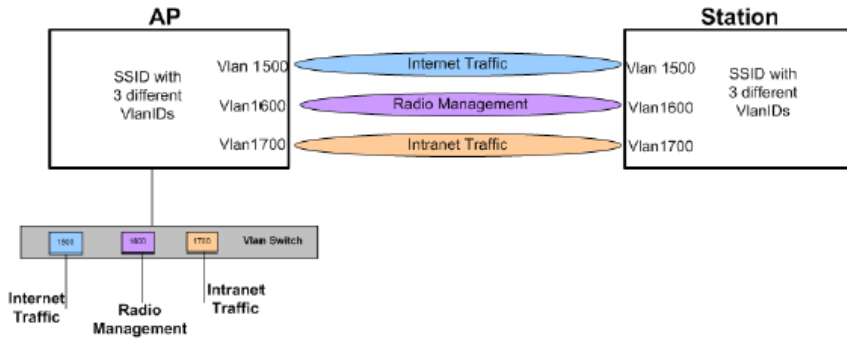 AP
Station
SSID with
3 different
VlanIDs
Vlan 1500
Vlan1600
Vlan1700
Internet Traffic
Radio Management
Intranet Traffic
Vlan 1500
Vlan1600
Vlan1700
SSID with
3 different
VlanIDs
1500
1600
1700
Vlan Switch
Internet
Traffic
Radio
Management
Intranet
Traffic